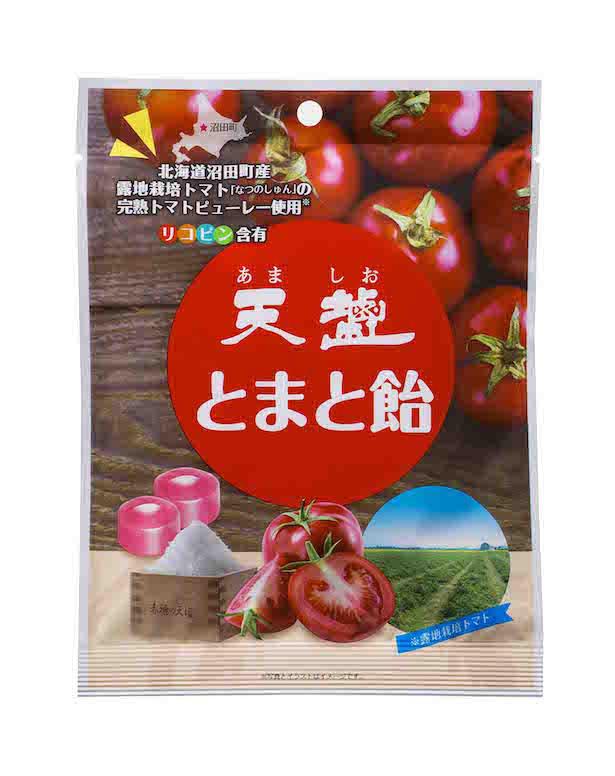 沼田町
北海道沼田町産
露地栽培トマト「なつのしゅん」の
完熟トマトピューレー使用※
リコピン含有
あま しお
天塩
とまと飴
赤穂の天塩
※露地栽培トマト
※写真とイラストはイメージです。